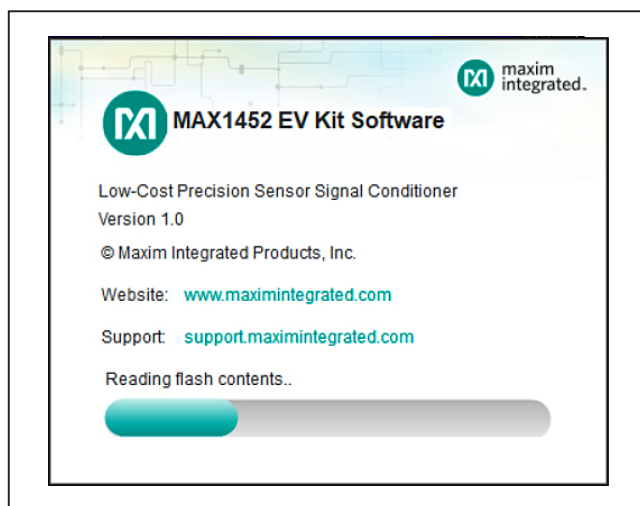 maxim
integrated™
MAX1452 EV Kit Software
Low-Cost Precision Sensor Signal Conditioner
Version 1.0
© Maxim Integrated Products, Inc.
Website: www.maximintegrated.com
Support: support.maximintegrated.com
Reading flash contents..